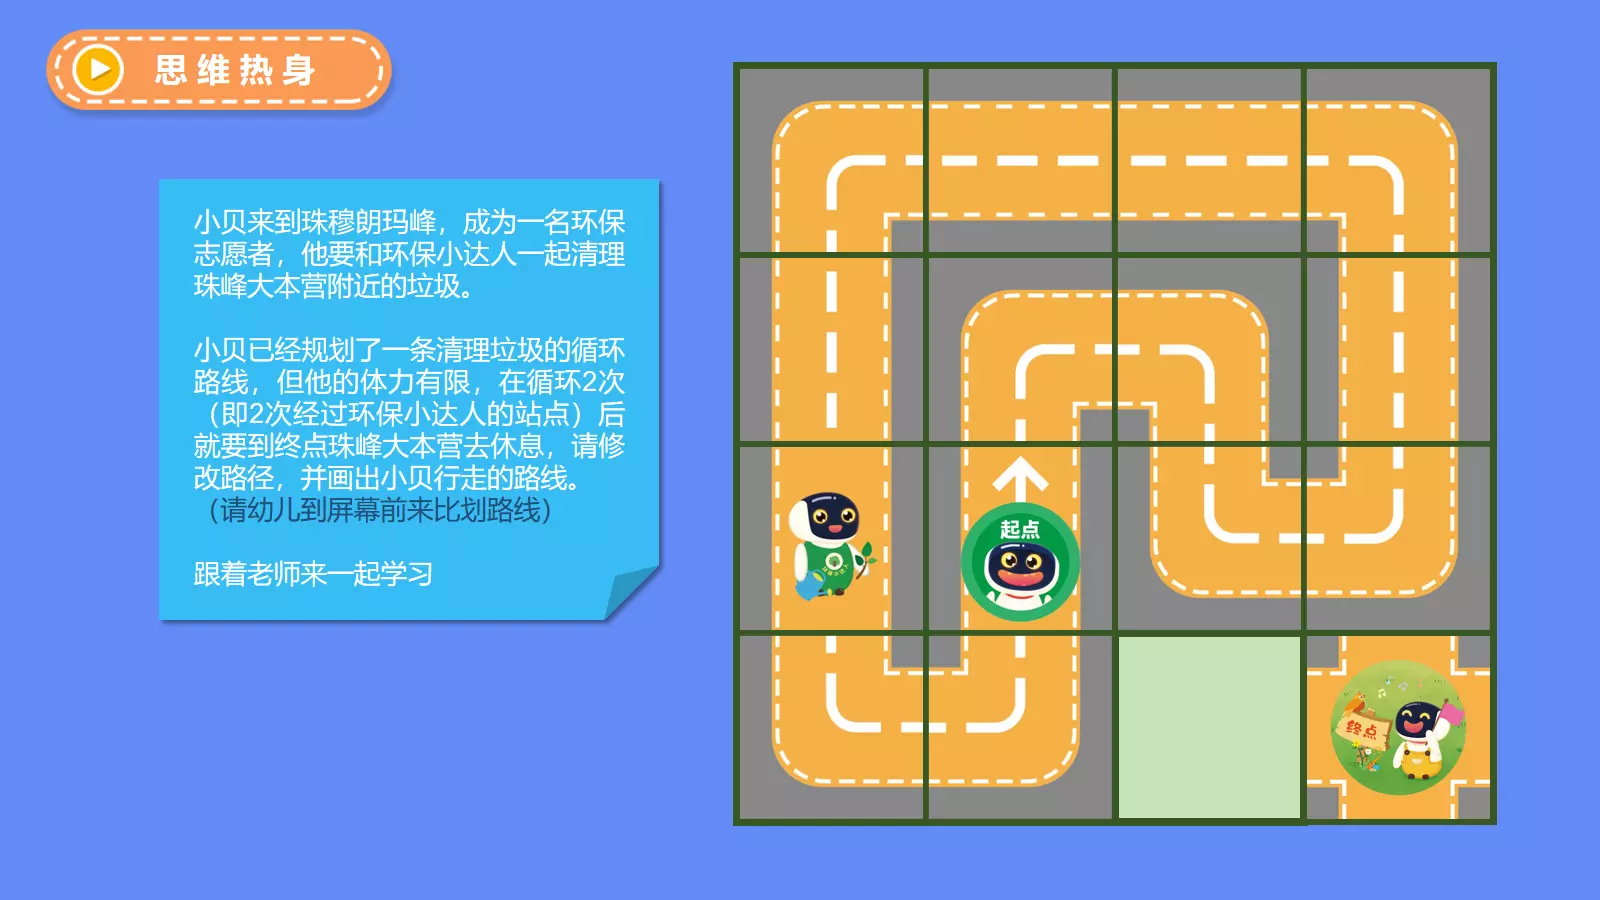 思维热身
小贝来到珠穆朗玛峰，成为一名环保
志愿者，他要和环保小达人一起清理
珠峰大本营附近的垃圾。
小贝已经规划了一条清理垃圾的循环
路线，但他的体力有限，在循环2次
（即2次经过环保小达人的站点）后
就要到终点珠峰大本营去休息，请修
改路径，并画出小贝行走的路线。
（请幼儿到屏幕前来比划路线）
跟着老师来一起学习
起点
终点